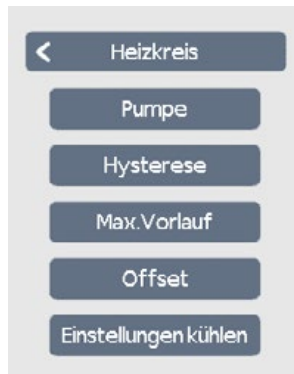 Heizkreis
Pumpe
Hysterese
Max.Vorlauf
Offset
Einstellungen kühlen